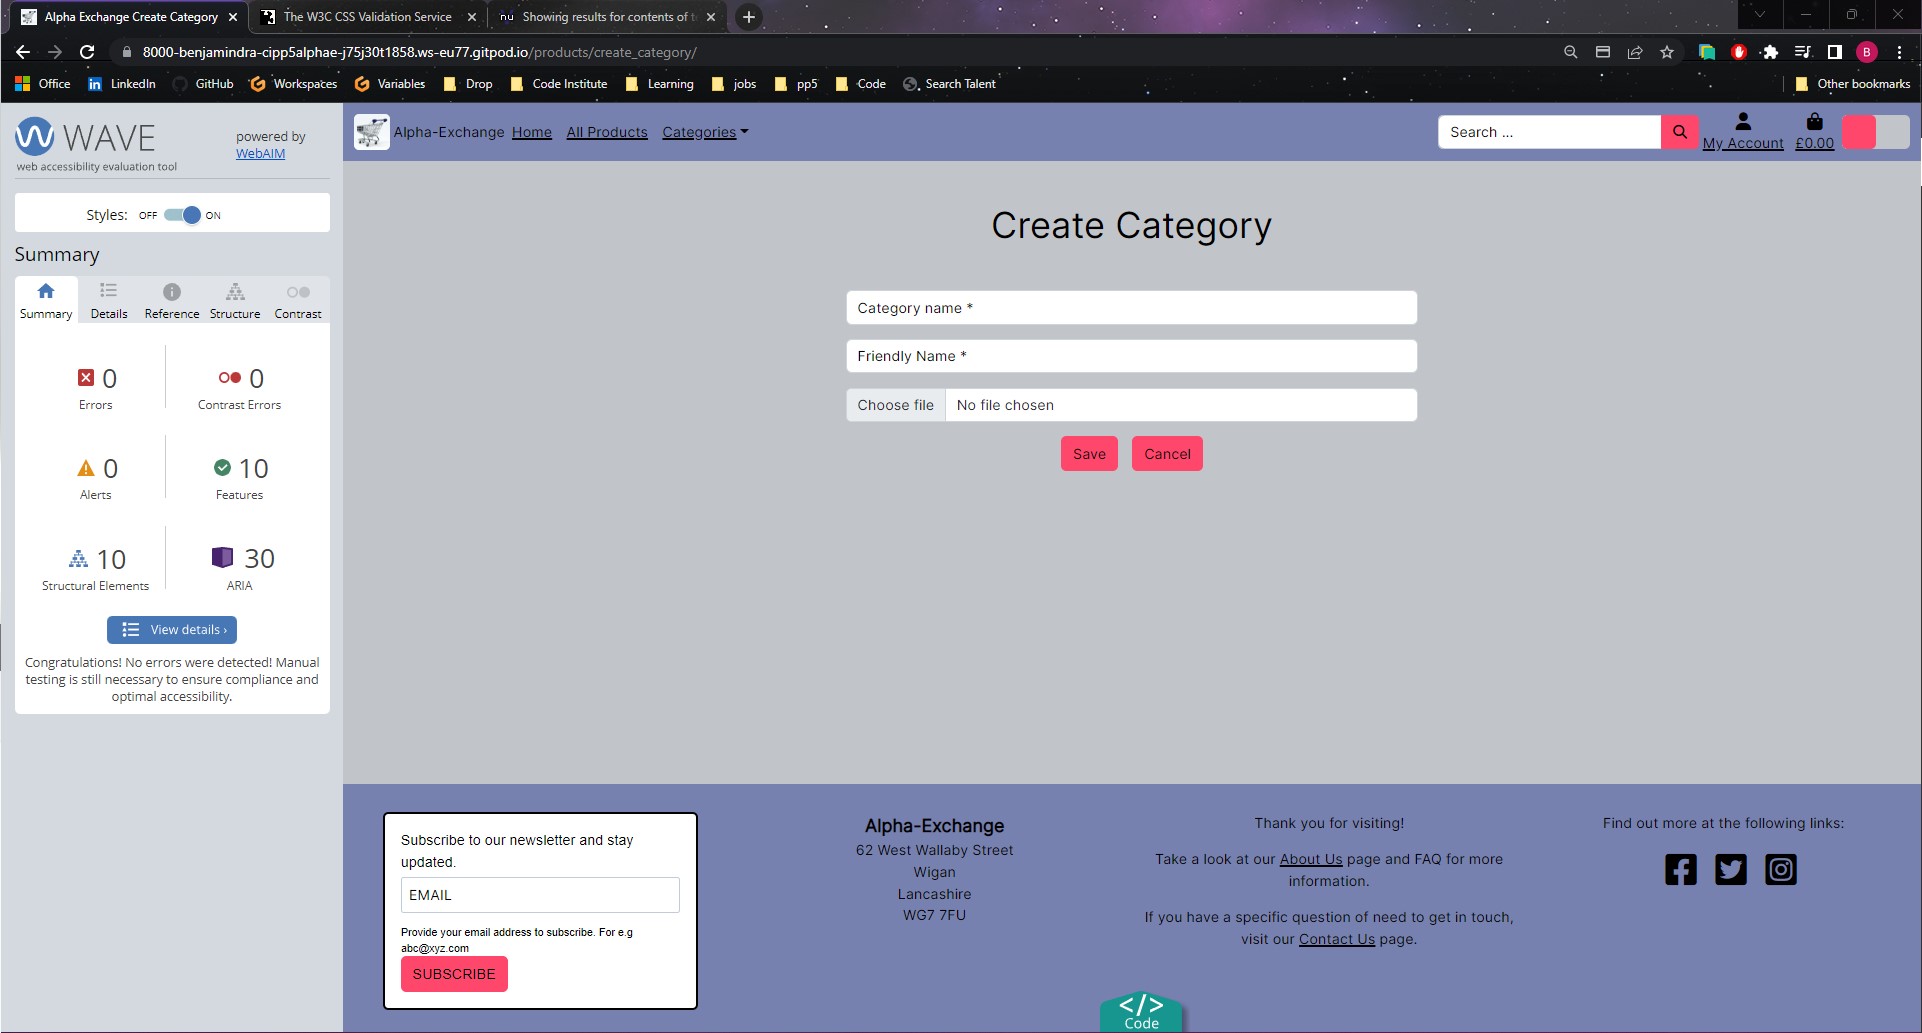 Alpha Exchange Create Category
The W3C CSS Validation Service
Showing results for contents of t
8000-benjamindra-cipp5alphae-j75j30t1858.ws-eu77.gitpod.io/products/create_category/
B
Office
LinkedIn
GitHub
Workspaces
Variables
Drop
Code Institute
Learning
jobs
pp5
Code
Search Talent
Other bookmarks
WAVE
web accessibility evaluation tool
powered by
WebAIM
Styles: OFF ON
Summary
Summary Details Reference Structure Contrast
0
Errors
0
Contrast Errors
0
Alerts
10
Features
10
Structural Elements
30
ARIA
View details ›
Congratulations! No errors were detected! Manual
testing is still necessary to ensure compliance and
optimal accessibility.
Alpha-Exchange Home All Products Categories
Search ...
My Account
£0.00
Create Category
Category name *
Friendly Name *
Choose file No file chosen
Save Cancel
Subscribe to our newsletter and stay
updated.
EMAIL
Provide your email address to subscribe. For e.g
abc@xyz.com
SUBSCRIBE
Alpha-Exchange
62 West Wallaby Street
Wigan
Lancashire
WG7 7FU
Thank you for visiting!
Take a look at our About Us page and FAQ for more
information.
If you have a specific question of need to get in touch,
visit our Contact Us page.
Find out more at the following links:
</>
Code